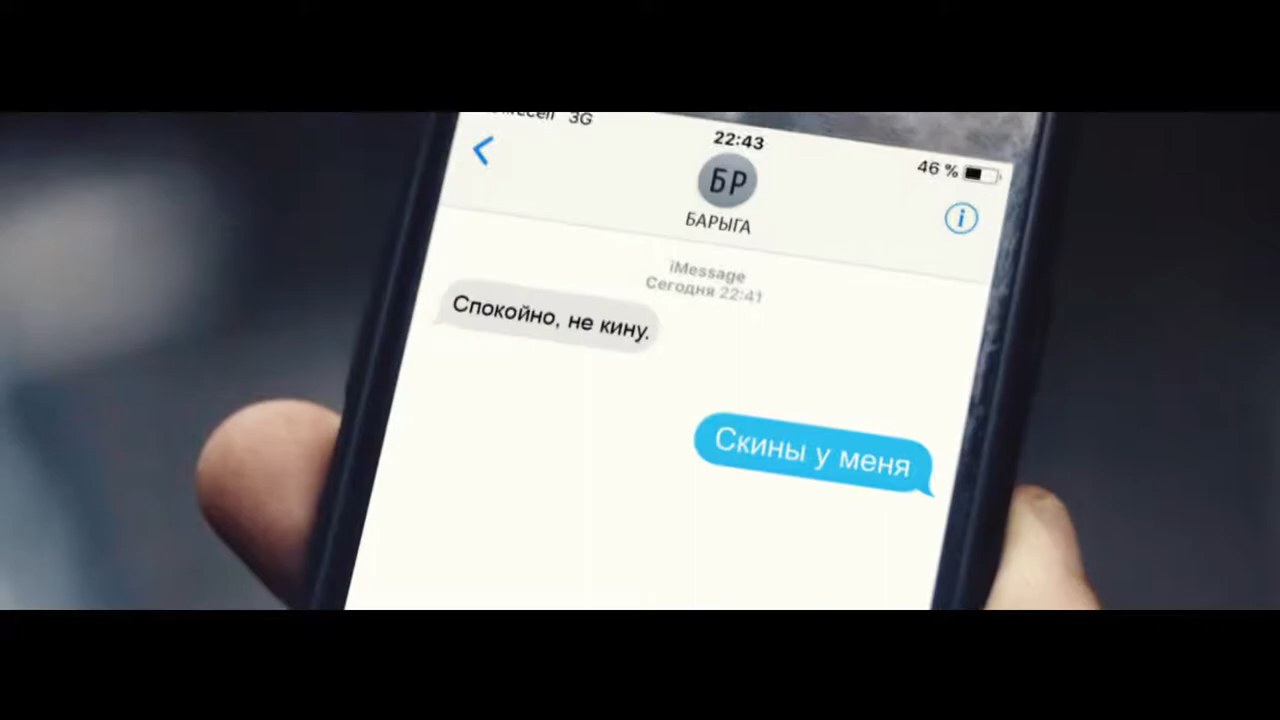 3G
22:43
46 %
БР
БАРЫГА
iMessage
Сегодня 22:41
Спокойно, не кину.
Скины у меня